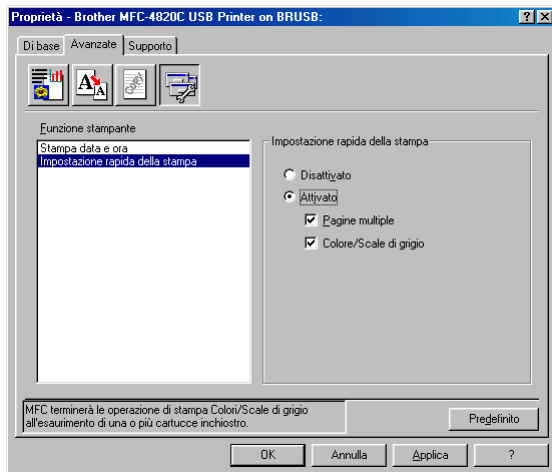 Proprietà - Brother MFC-4820C USB Printer on BRUSB:
Di base Avanzate Supporto
Funzione stampante
Stampa data e ora
Impostazione rapida della stampa
Impostazione rapida della stampa
Disattivato
Attivato
Pagine multiple
Colore/Scale di grigio
MFC terminerà le operazione di stampa Colori/Scale di grigio
all'esaurimento di una o più cartucce inchiostro.
Predefinito
OK Annulla Applica ?